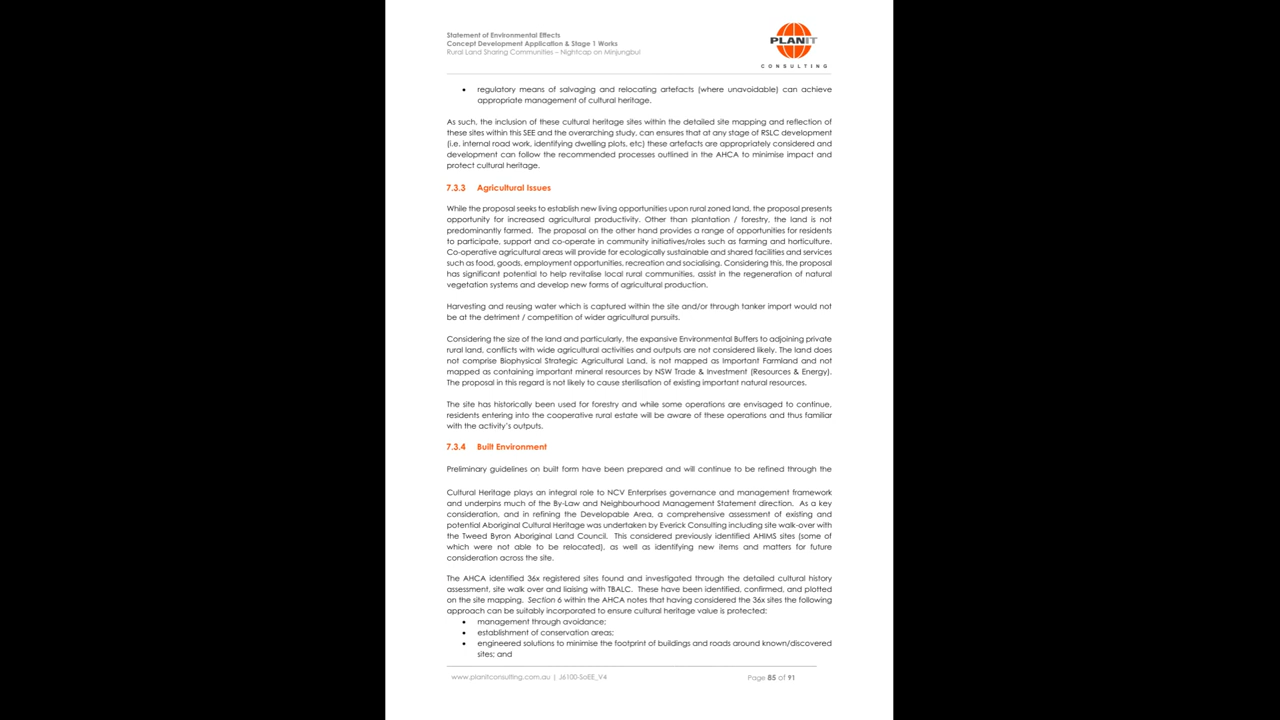 Statement of Environmental Effects
Concept Development Application & Stage 1 Works
Rural Land Sharing Communities – Nightcap on Minjungbul
PLANIT
CONSULTING
• regulatory means of salvaging and relocating artefacts (where unavoidable) can achieve
appropriate management of cultural heritage.
As such, the inclusion of these cultural heritage sites within the detailed site mapping and reflection of
these sites within this SEE and the overarching study, can ensures that at any stage of RSLC development
(i.e. internal road work, identifying dwelling plots, etc) these artefacts are appropriately considered and
development can follow the recommended processes outlined in the AHCA to minimise impact and
protect cultural heritage.
7.3.3 Agricultural Issues
While the proposal seeks to establish new living opportunities upon rural zoned land, the proposal presents
opportunity for increased agricultural productivity. Other than plantation / forestry, the land is not
predominantly farmed. The proposal on the other hand provides a range of opportunities for residents
to participate, support and co-operate in community initiatives/roles such as farming and horticulture.
Co-operative agricultural areas will provide for ecologically sustainable and shared facilities and services
such as food, goods, employment opportunities, recreation and socialising. Considering this, the proposal
has significant potential to help revitalise local rural communities, assist in the regeneration of natural
vegetation systems and develop new forms of agricultural production.
Harvesting and reusing water which is captured within the site and/or through tanker import would not
be at the detriment / competition of wider agricultural pursuits.
Considering the size of the land and particularly, the expansive Environmental Buffers to adjoining private
rural land, conflicts with wide agricultural activities and outputs are not considered likely. The land does
not comprise Biophysical Strategic Agricultural Land, is not mapped as Important Farmland and not
mapped as containing important mineral resources by NSW Trade & Investment (Resources & Energy).
The proposal in this regard is not likely to cause sterilisation of existing important natural resources.
The site has historically been used for forestry and while some operations are envisaged to continue,
residents entering into the cooperative rural estate will be aware of these operations and thus familiar
with the activity's outputs.
7.3.4 Built Environment
Preliminary guidelines on built form have been prepared and will continue to be refined through the
Cultural Heritage plays an integral role to NCV Enterprises governance and management framework
and underpins much of the By-Law and Neighbourhood Management Statement direction. As a key
consideration, and in refining the Developable Area, a comprehensive assessment of existing and
potential Aboriginal Cultural Heritage was undertaken by Everick Consulting including site walk-over with
the Tweed Byron Aboriginal Land Council. This considered previously identified AHIMS sites (some of
which were not able to be relocated), as well as identifying new items and matters for future
consideration across the site.
The AHCA identified 36x registered sites found and investigated through the detailed cultural history
assessment, site walk over and liaising with TBALC. These have been identified, confirmed, and plotted
on the site mapping. Section 6 within the AHCA notes that having considered the 36x sites the following
approach can be suitably incorporated to ensure cultural heritage value is protected:
• management through avoidance;
• establishment of conservation areas;
• engineered solutions to minimise the footprint of buildings and roads around known/discovered
sites; and
www.planitconsulting.com.au | J6100-SoEE_V4
Page 85 of 91